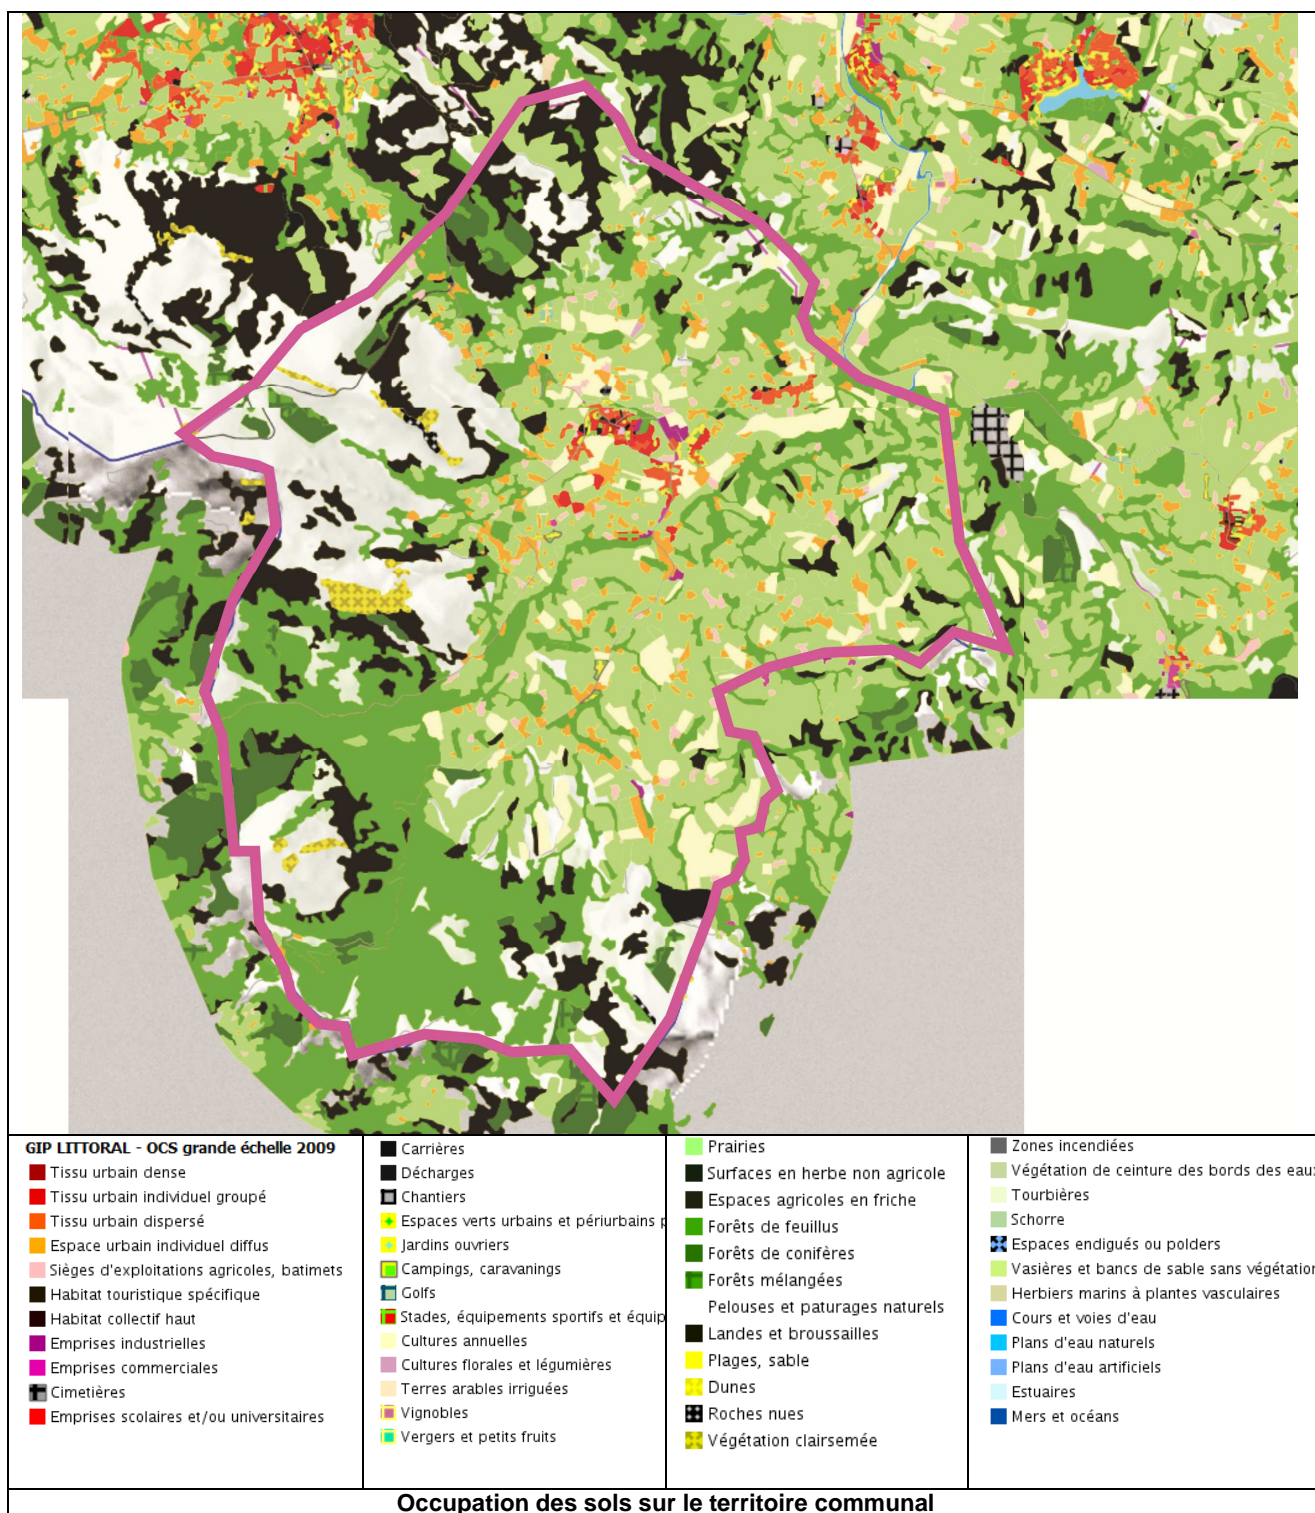 GIP LITTORAL - OCS grande échelle 2009
Tissu urbain dense
Tissu urbain individuel groupé
Tissu urbain dispersé
Espace urbain individuel diffus
Sièges d'exploitations agricoles, batimets
Habitat touristique spécifique
Habitat collectif haut
Emprises industrielles
Emprises commerciales
Cimetières
Emprises scolaires et/ou universitaires
Carrières
Décharges
Chantiers
Espaces verts urbains et périurbains p
Jardins ouvriers
Campings, caravanings
Golfs
Stades, équipements sportifs et équip
Cultures annuelles
Cultures florales et légumières
Terres arables irriguées
Vignobles
Vergers et petits fruits
Prairies
Surfaces en herbe non agricole
Espaces agricoles en friche
Forêts de feuillus
Forêts de conifères
Forêts mélangées
Pelouses et paturages naturels
Landes et broussailles
Plages, sable
Dunes
Roches nues
Végétation clairsemée
Zones incendiées
Végétation de ceinture des bords des eaux
Tourbières
Schorre
Espaces endigués ou polders
Vasières et bancs de sable sans végétation
Herbiers marins à plantes vasculaires
Cours et voies d'eau
Plans d'eau naturels
Plans d'eau artificiels
Estuaires
Mers et océans
Occupation des sols sur le territoire communal